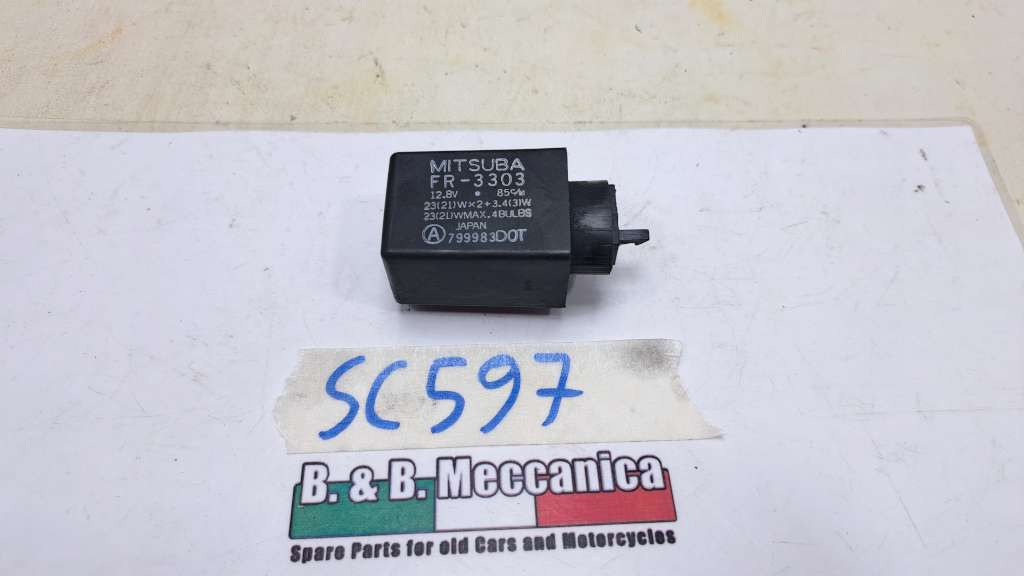 MITSUBA
FR-3303
12.8V • 85c/m
23(21)W×2+3.4(3)W
23(21)WMAX.4BULBS
JAPAN
A 799983DOT
SC597
B. & B. Meccanica
Spare Parts for old Cars and Motorcycles